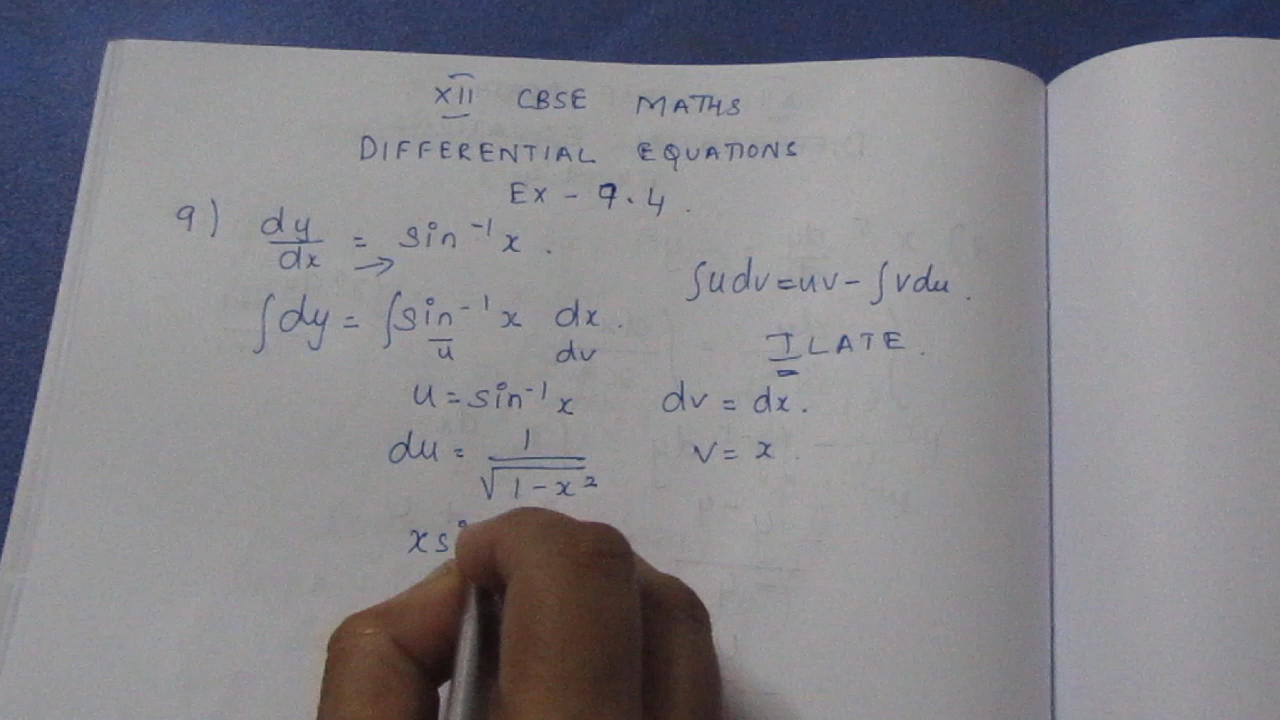 XII CBSE MATHS
DIFFERENTIAL EQUATIONS
EX - 9.4.
9) dy/dx = sin⁻¹x.
→
∫udv = uv - ∫vdu.
∫dy = ∫sin⁻¹x dx.
u dv
ILATE.
u = sin⁻¹x dv = dx.
du = 1/√(1-x²) v = x.
xs